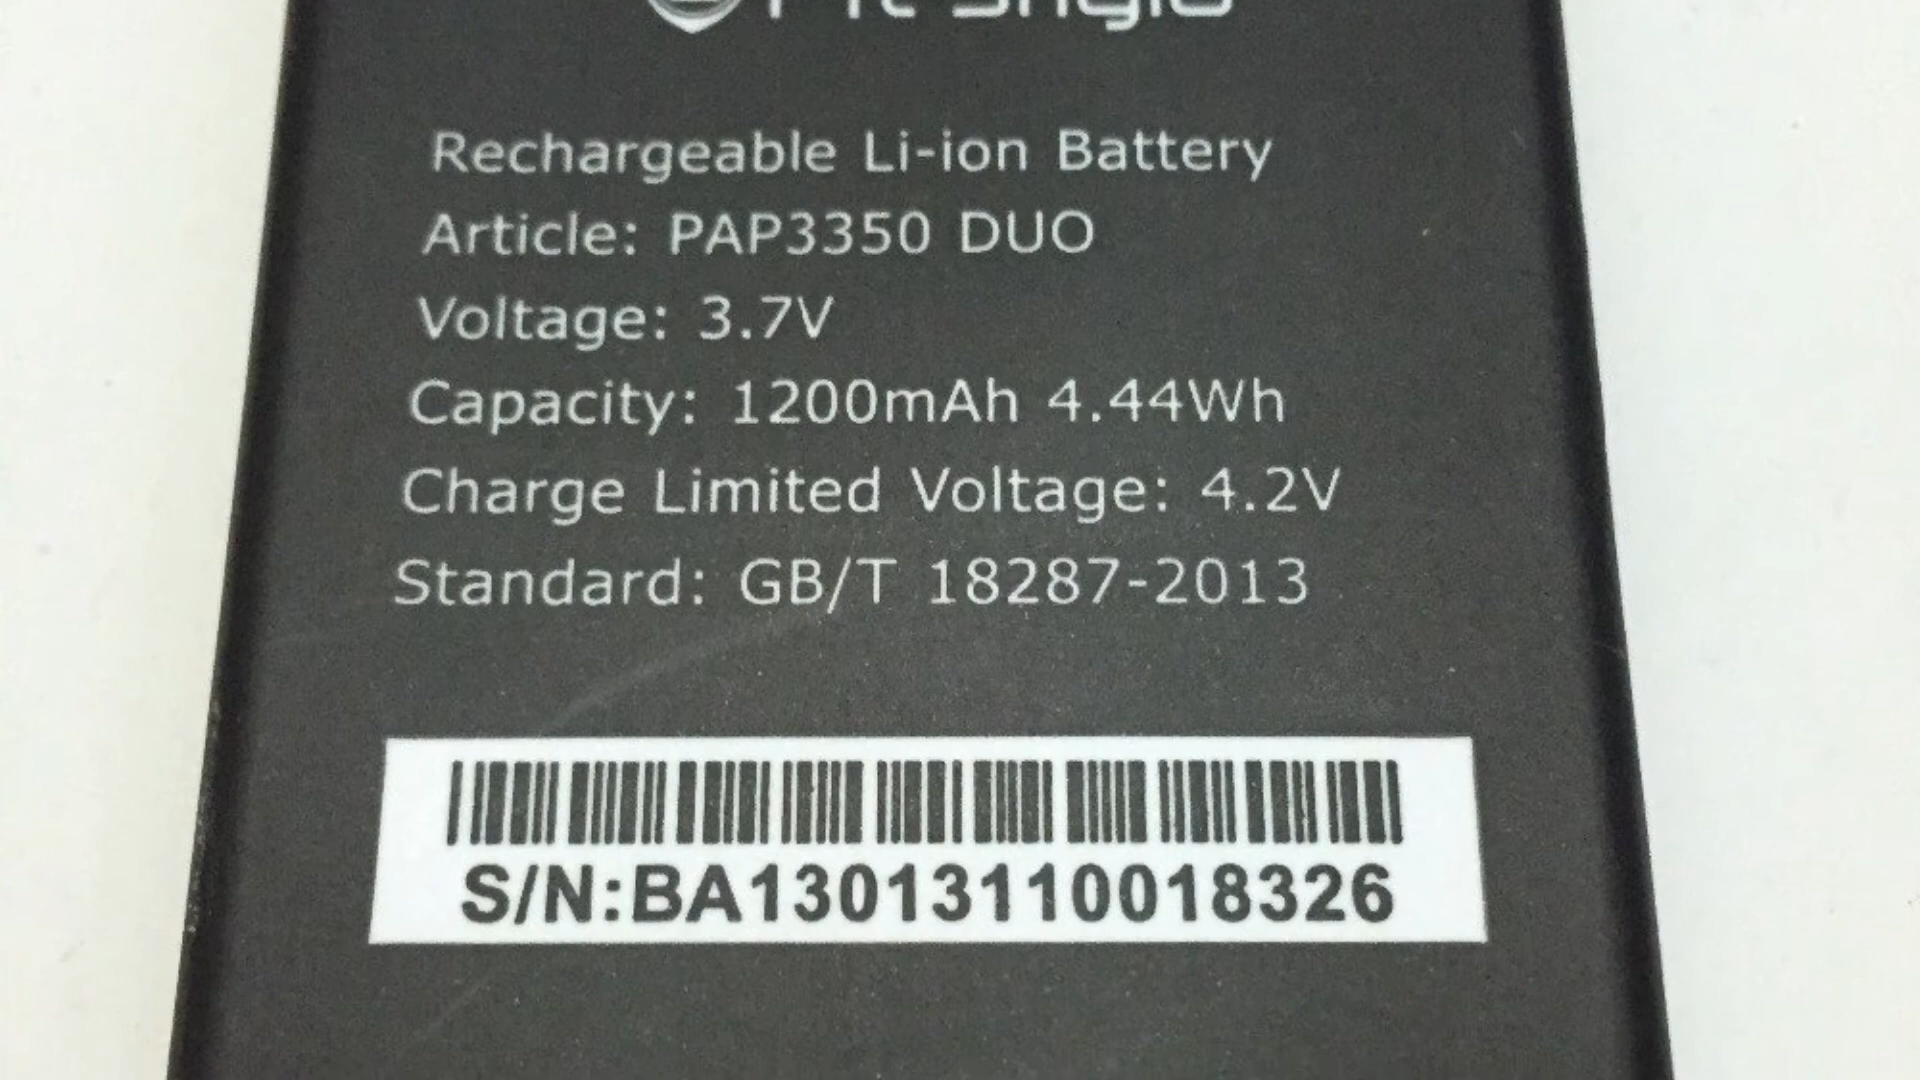 Rechargeable Li-ion Battery
Article: PAP3350 DUO
Voltage: 3.7V
Capacity: 1200mAh 4.44Wh
Charge Limited Voltage: 4.2V
Standard: GB/T 18287-2013
S/N:BA13013110018326